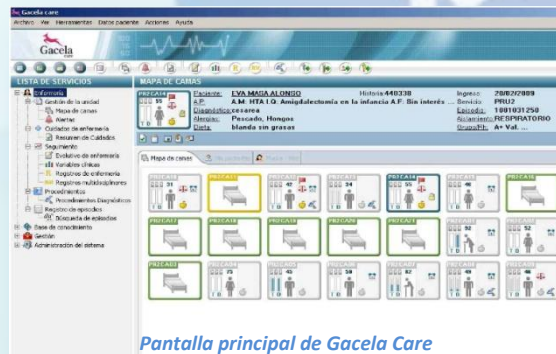 Gacela care
Archivo Ver Herramientas Datos paciente Acciones Ayuda
Gacela
care
LISTA DE SERVICIOS
MAPA DE CAMAS
Enfermería
Gestión de la unidad
Mapa de camas
Alertas
Cuidados de enfermería
Resumen de Cuidados
Seguimiento
Evolutivo de enfermería
Variables clínicas
Registros de enfermería
Registros multidisciplinares
Procedimientos
Procedimientos Diagnósticos
Registro de episodios
Búsqueda de episodios
Base de conocimiento
Gestión
Administración del sistema
Paciente: EVA MAGA ALONSO Historia: 440338 Ingreso: 20/02/2009
A.P: A.M: HTA I.Q. Amigdalectomía en la infancia A.F: Sin interés ... Servicio: PRU2
Diagnóstico: cesarea Episodio: 1801031250
Alergias: Pescado, Hongos Aislamiento: RESPIRATORIO
Dieta: blanda sin grasas Grupo/Rh: A+ Val. ...
Mapa de camas
Pantalla principal de Gacela Care